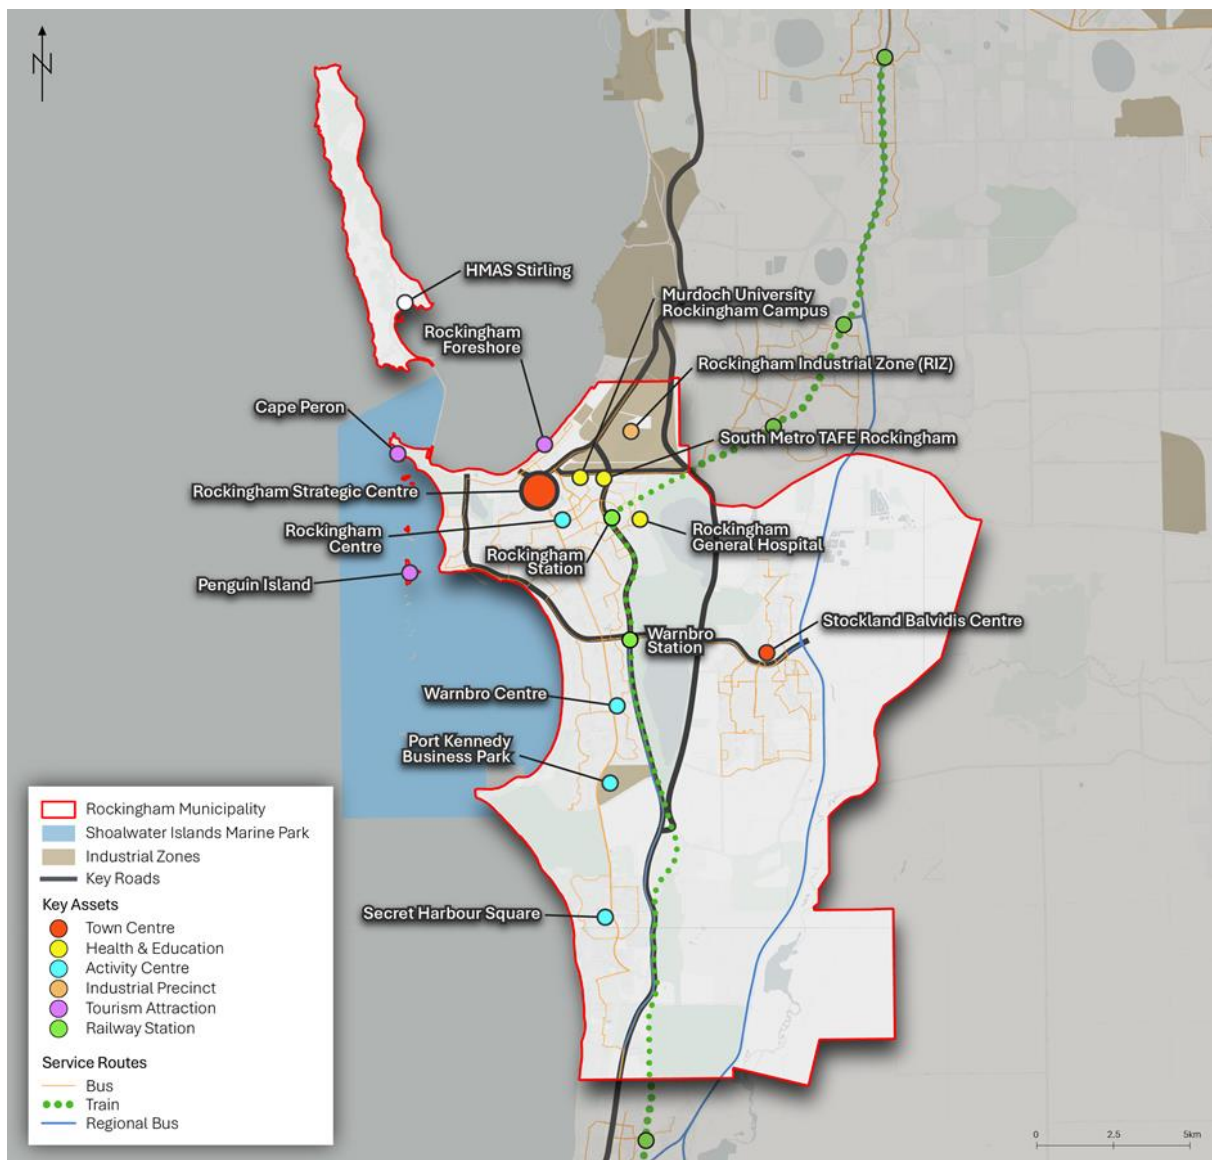 N
HMAS Stirling
Murdoch University
Rockingham Campus
Rockingham
Foreshore
Rockingham Industrial Zone (RIZ)
Cape Peron
South Metro TAFE Rockingham
Rockingham Strategic Centre
Rockingham
Centre
Rockingham
General Hospital
Rockingham
Station
Penguin Island
Stockland Balvidis Centre
Warnbro
Station
Warnbro Centre
Port Kennedy
Business Park
Secret Harbour Square
Rockingham Municipality
Shoalwater Islands Marine Park
Industrial Zones
Key Roads
Key Assets
Town Centre
Health & Education
Activity Centre
Industrial Precinct
Tourism Attraction
Railway Station
Service Routes
Bus
Train
Regional Bus
0 2.5 5km